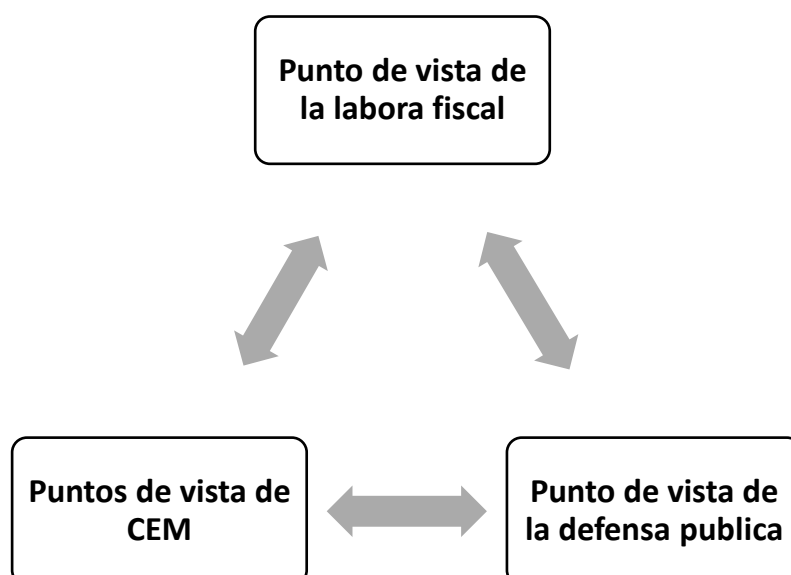 Punto de vista de
la labora fiscal
Puntos de vista de
CEM
Punto de vista de
la defensa publica